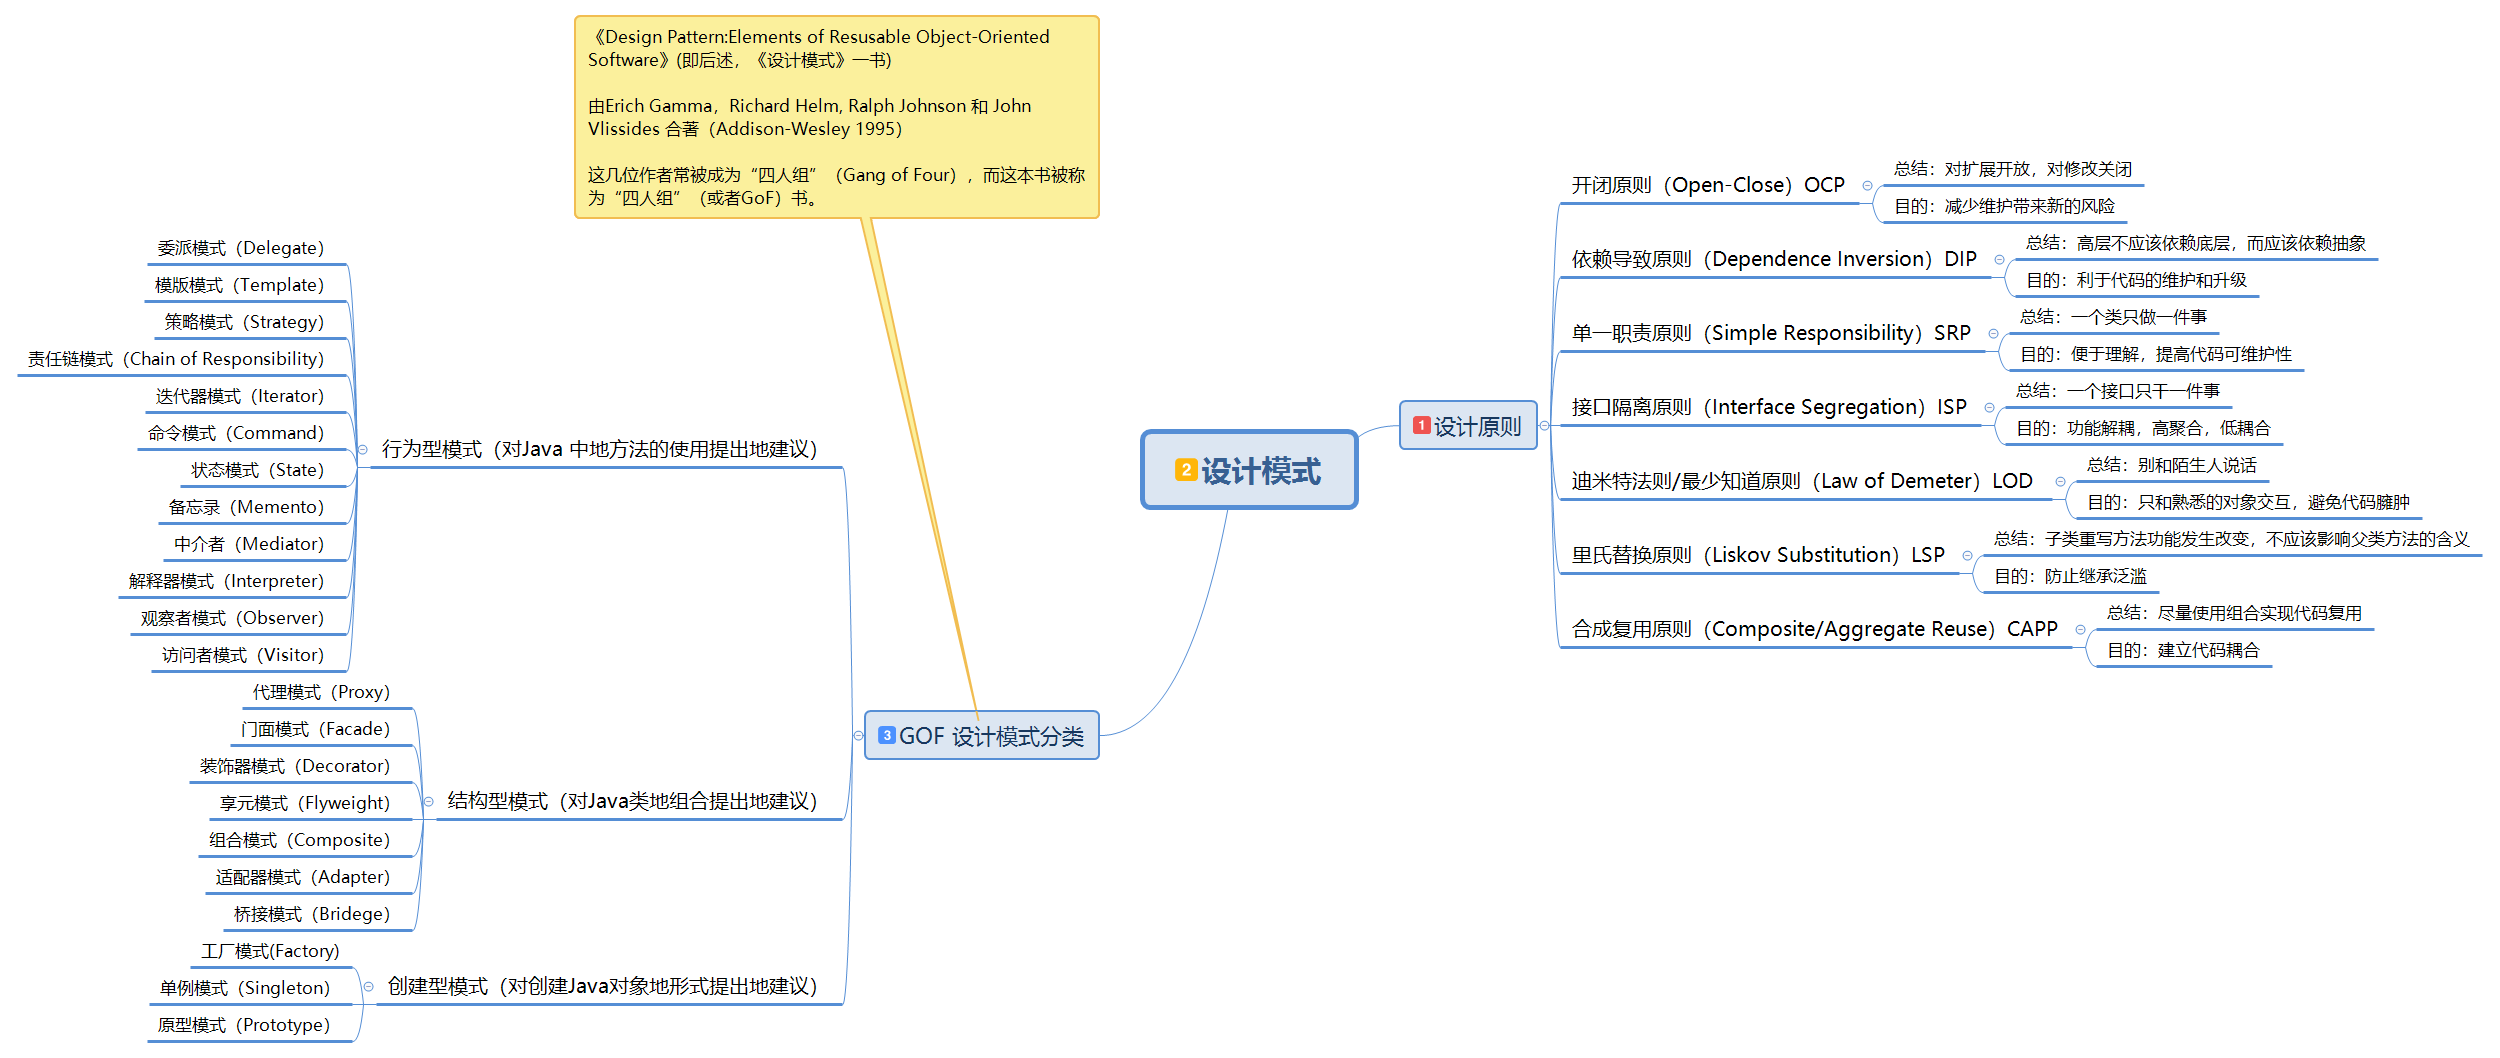 《Design Pattern:Elements of Resusable Object-Oriented
Software》(即后述，《设计模式》一书)
由Erich Gamma，Richard Helm, Ralph Johnson 和 John
Vlissides 合著（Addison-Wesley 1995）
这几位作者常被成为“四人组”（Gang of Four），而这本书被称
为“四人组”（或者GoF）书。
2 设计模式
1 设计原则
开闭原则（Open-Close）OCP
总结：对扩展开放，对修改关闭
目的：减少维护带来新的风险
依赖导致原则（Dependence Inversion）DIP
总结：高层不应该依赖底层，而应该依赖抽象
目的：利于代码的维护和升级
单一职责原则（Simple Responsibility）SRP
总结：一个类只做一件事
目的：便于理解，提高代码可维护性
接口隔离原则（Interface Segregation）ISP
总结：一个接口只干一件事
目的：功能解耦，高聚合，低耦合
迪米特法则/最少知道原则（Law of Demeter）LOD
总结：别和陌生人说话
目的：只和熟悉的对象交互，避免代码臃肿
里氏替换原则（Liskov Substitution）LSP
总结：子类重写方法功能发生改变，不应该影响父类方法的含义
目的：防止继承泛滥
合成复用原则（Composite/Aggregate Reuse）CAPP
总结：尽量使用组合实现代码复用
目的：建立代码耦合
3 GOF 设计模式分类
行为型模式（对Java 中地方法的使用提出地建议）
委派模式（Delegate）
模版模式（Template）
策略模式（Strategy）
责任链模式（Chain of Responsibility）
迭代器模式（Iterator）
命令模式（Command）
状态模式（State）
备忘录（Memento）
中介者（Mediator）
解释器模式（Interpreter）
观察者模式（Observer）
访问者模式（Visitor）
结构型模式（对Java类地组合提出地建议）
代理模式（Proxy）
门面模式（Facade）
装饰器模式（Decorator）
享元模式（Flyweight）
组合模式（Composite）
适配器模式（Adapter）
桥接模式（Bridege）
创建型模式（对创建Java对象地形式提出地建议）
工厂模式(Factory)
单例模式（Singleton）
原型模式（Prototype）